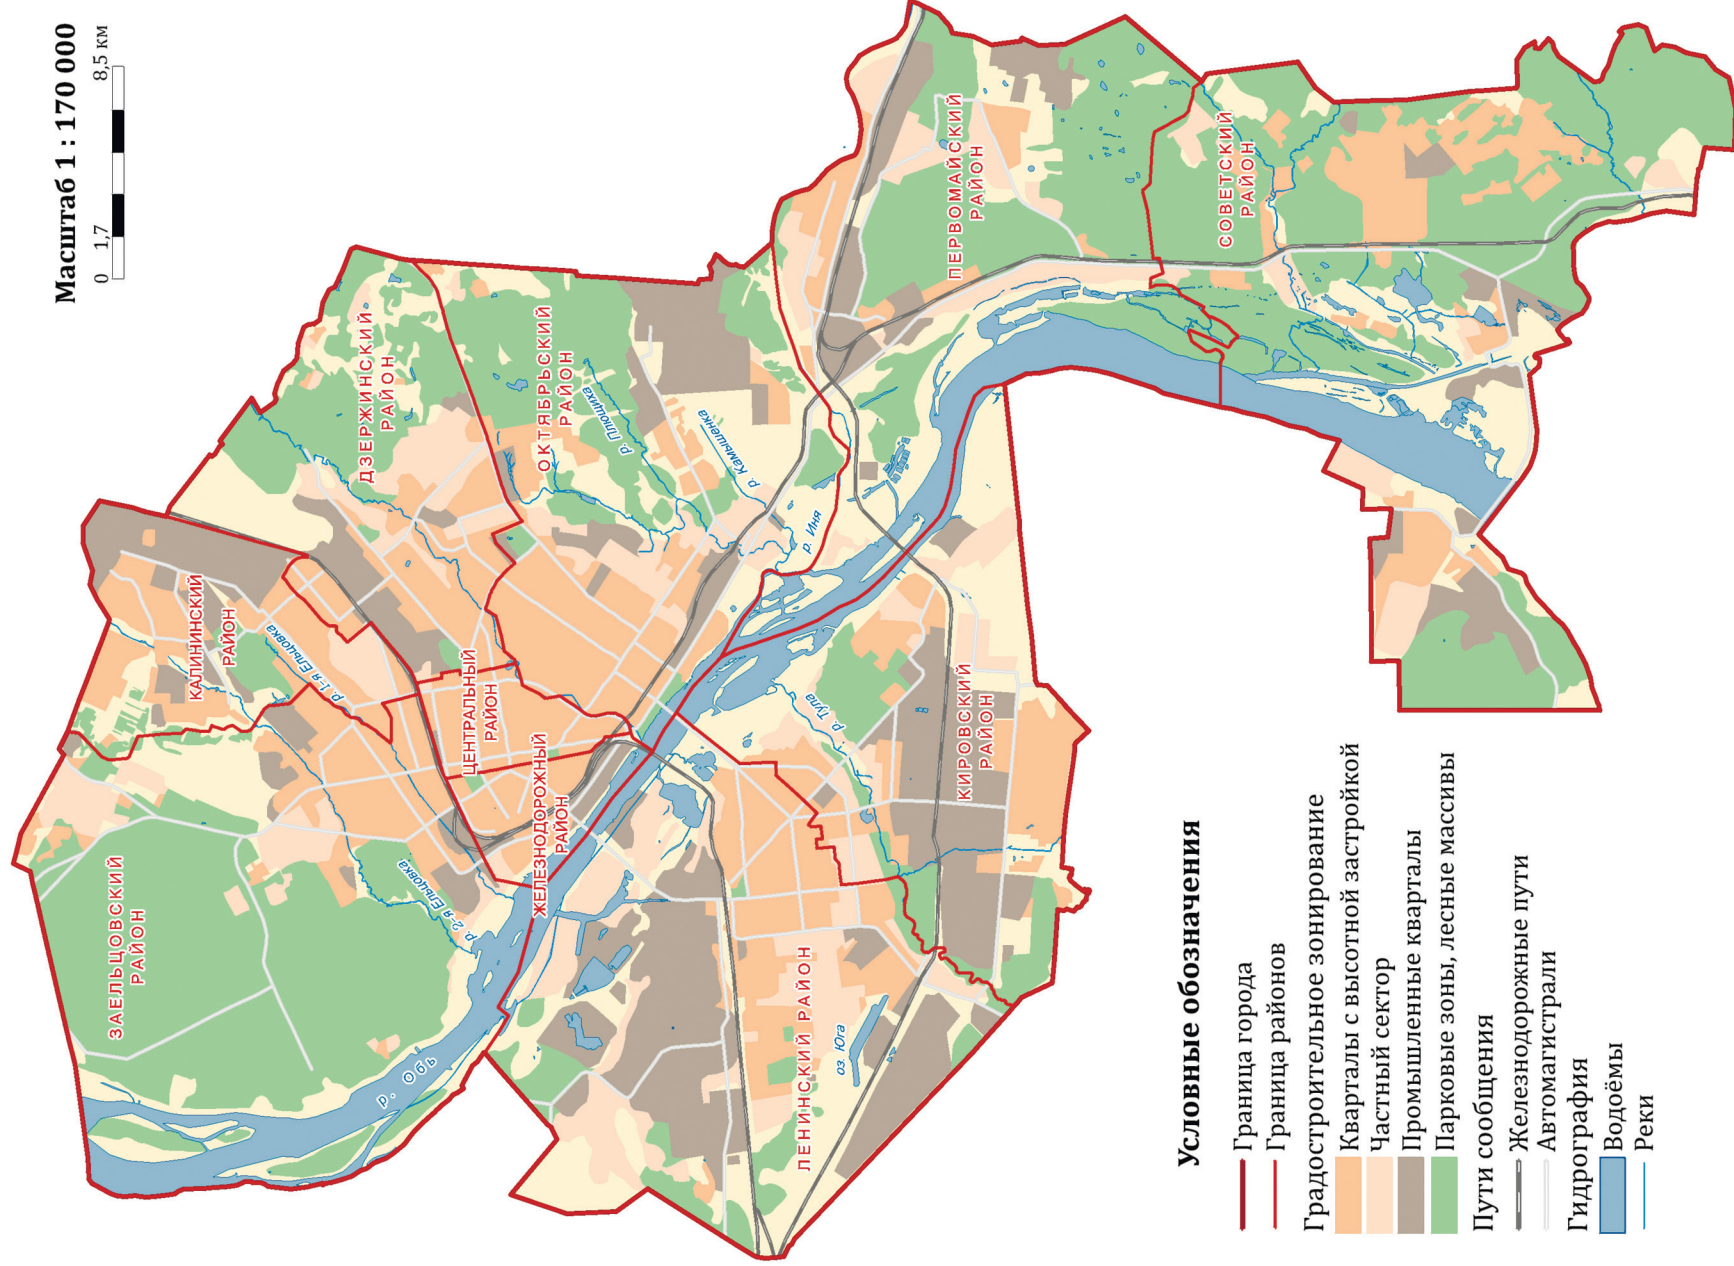 Масштаб 1 : 170 000
0 1,7 8,5 км
ЗАЕЛЬЦОВСКИЙ
РАЙОН
КАЛИНИНСКИЙ
РАЙОН
ДЗЕРЖИНСКИЙ
РАЙОН
ОКТЯБРЬСКИЙ
РАЙОН
ЦЕНТРАЛЬНЫЙ
РАЙОН
ЖЕЛЕЗНОДОРОЖНЫЙ
РАЙОН
ПЕРВОМАЙСКИЙ
РАЙОН
СОВЕТСКИЙ
РАЙОН
КИРОВСКИЙ
РАЙОН
ЛЕНИНСКИЙ РАЙОН
р. 1-я Ельцовка
р. 2-я Ельцовка
р. Плющиха
р. Камышенка
р. Иня
р. Тула
р. Обь
оз. Юга
Условные обозначения
Граница города
Граница районов
Градостроительное зонирование
Кварталы с высотной застройкой
Частный сектор
Промышленные кварталы
Парковые зоны, лесные массивы
Пути сообщения
Железнодорожные пути
Автомагистрали
Гидрография
Водоёмы
Реки